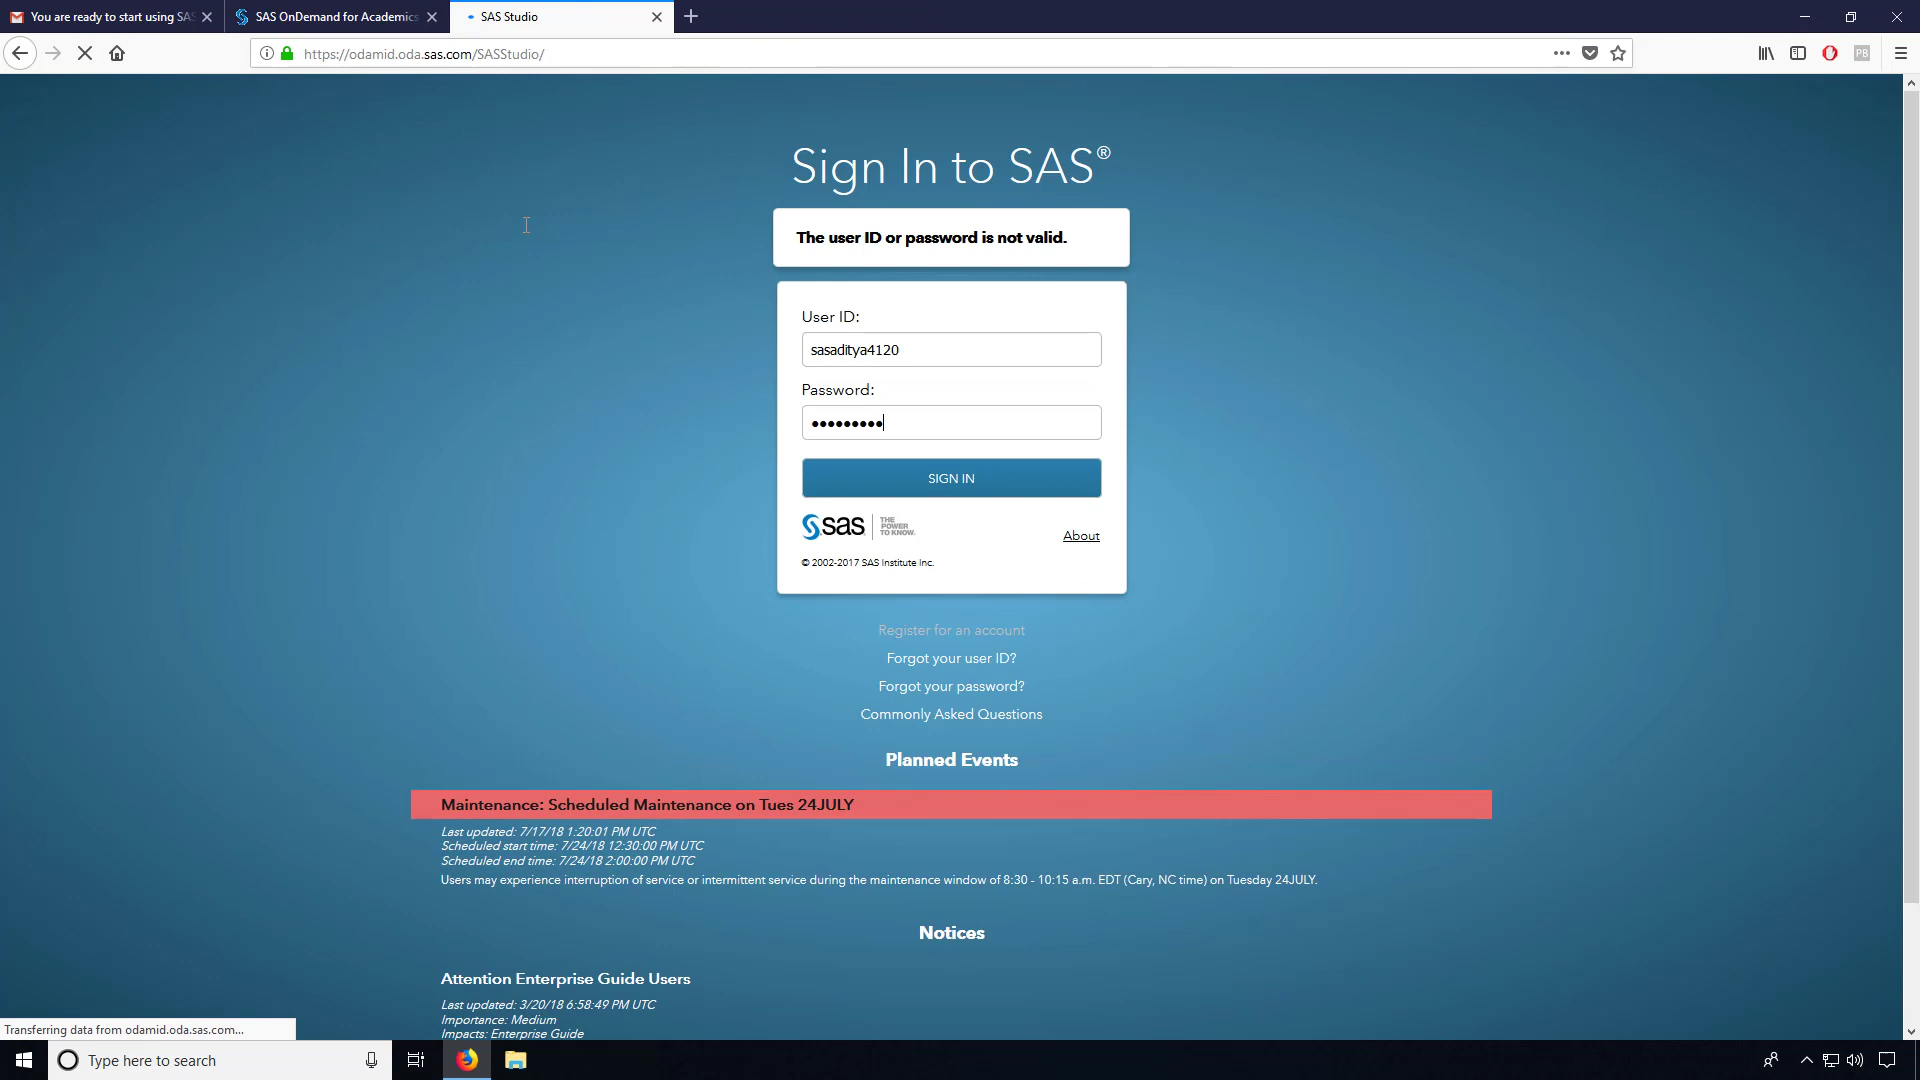 You are ready to start using SAS
SAS OnDemand for Academics
SAS Studio
https://odamid.oda.sas.com/SASStudio/
PB
Sign In to SAS®
The user ID or password is not valid.
User ID:
sasaditya4120
Password:
•••••••••
SIGN IN
sas THE POWER TO KNOW.
About
© 2002-2017 SAS Institute Inc.
Register for an account
Forgot your user ID?
Forgot your password?
Commonly Asked Questions
Planned Events
Maintenance: Scheduled Maintenance on Tues 24JULY
Last updated: 7/17/18 1:20:01 PM UTC
Scheduled start time: 7/24/18 12:30:00 PM UTC
Scheduled end time: 7/24/18 2:00:00 PM UTC
Users may experience interruption of service or intermittent service during the maintenance window of 8:30 - 10:15 a.m. EDT (Cary, NC time) on Tuesday 24JULY.
Notices
Attention Enterprise Guide Users
Last updated: 3/20/18 6:58:49 PM UTC
Importance: Medium
Impacts: Enterprise Guide
Transferring data from odamid.oda.sas.com...
Type here to search